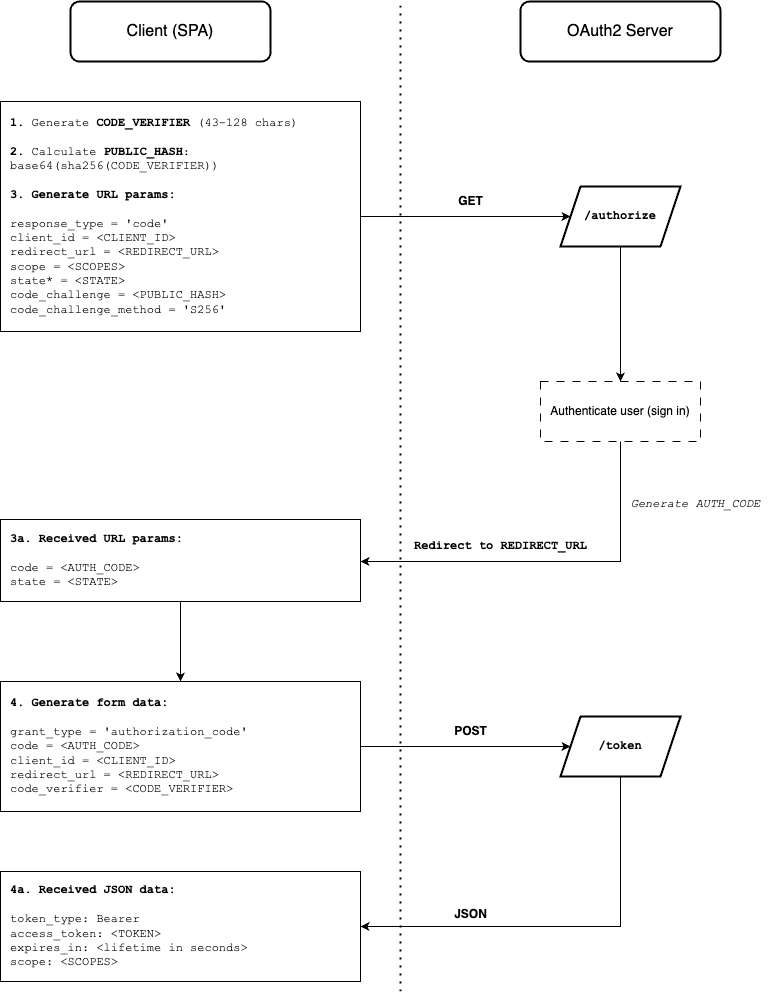 Client (SPA)
OAuth2 Server
1. Generate CODE_VERIFIER (43-128 chars)
2. Calculate PUBLIC_HASH:
base64(sha256(CODE_VERIFIER))
3. Generate URL params:
response_type = 'code'
client_id = <CLIENT_ID>
redirect_url = <REDIRECT_URL>
scope = <SCOPES>
state* = <STATE>
code_challenge = <PUBLIC_HASH>
code_challenge_method = 'S256'
GET
/authorize
Authenticate user (sign in)
Generate AUTH_CODE
Redirect to REDIRECT_URL
3a. Received URL params:
code = <AUTH_CODE>
state = <STATE>
4. Generate form data:
grant_type = 'authorization_code'
code = <AUTH_CODE>
client_id = <CLIENT_ID>
redirect_url = <REDIRECT_URL>
code_verifier = <CODE_VERIFIER>
POST
/token
4a. Received JSON data:
token_type: Bearer
access_token: <TOKEN>
expires_in: <lifetime in seconds>
scope: <SCOPES>
JSON